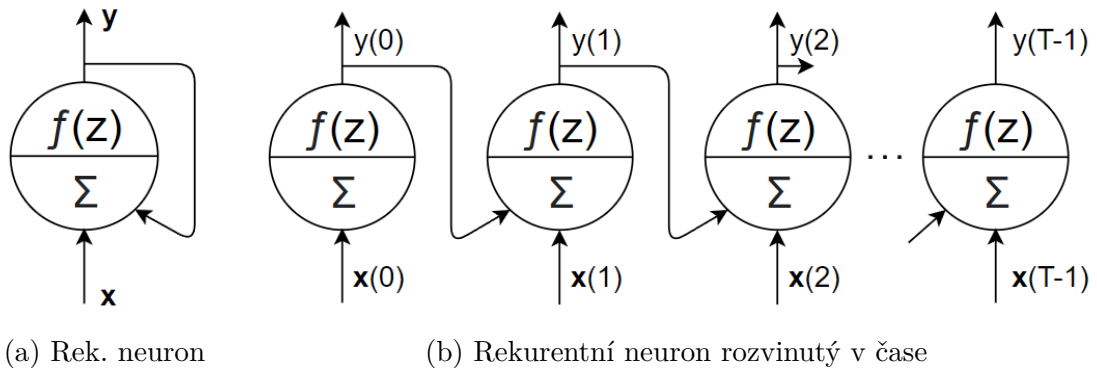 y y(0) y(1) y(2) y(T-1)
f(z) f(z) f(z) f(z) ... f(z)
Σ Σ Σ Σ Σ
x x(0) x(1) x(2) x(T-1)
(a) Rek. neuron (b) Rekurentní neuron rozvinutý v čase